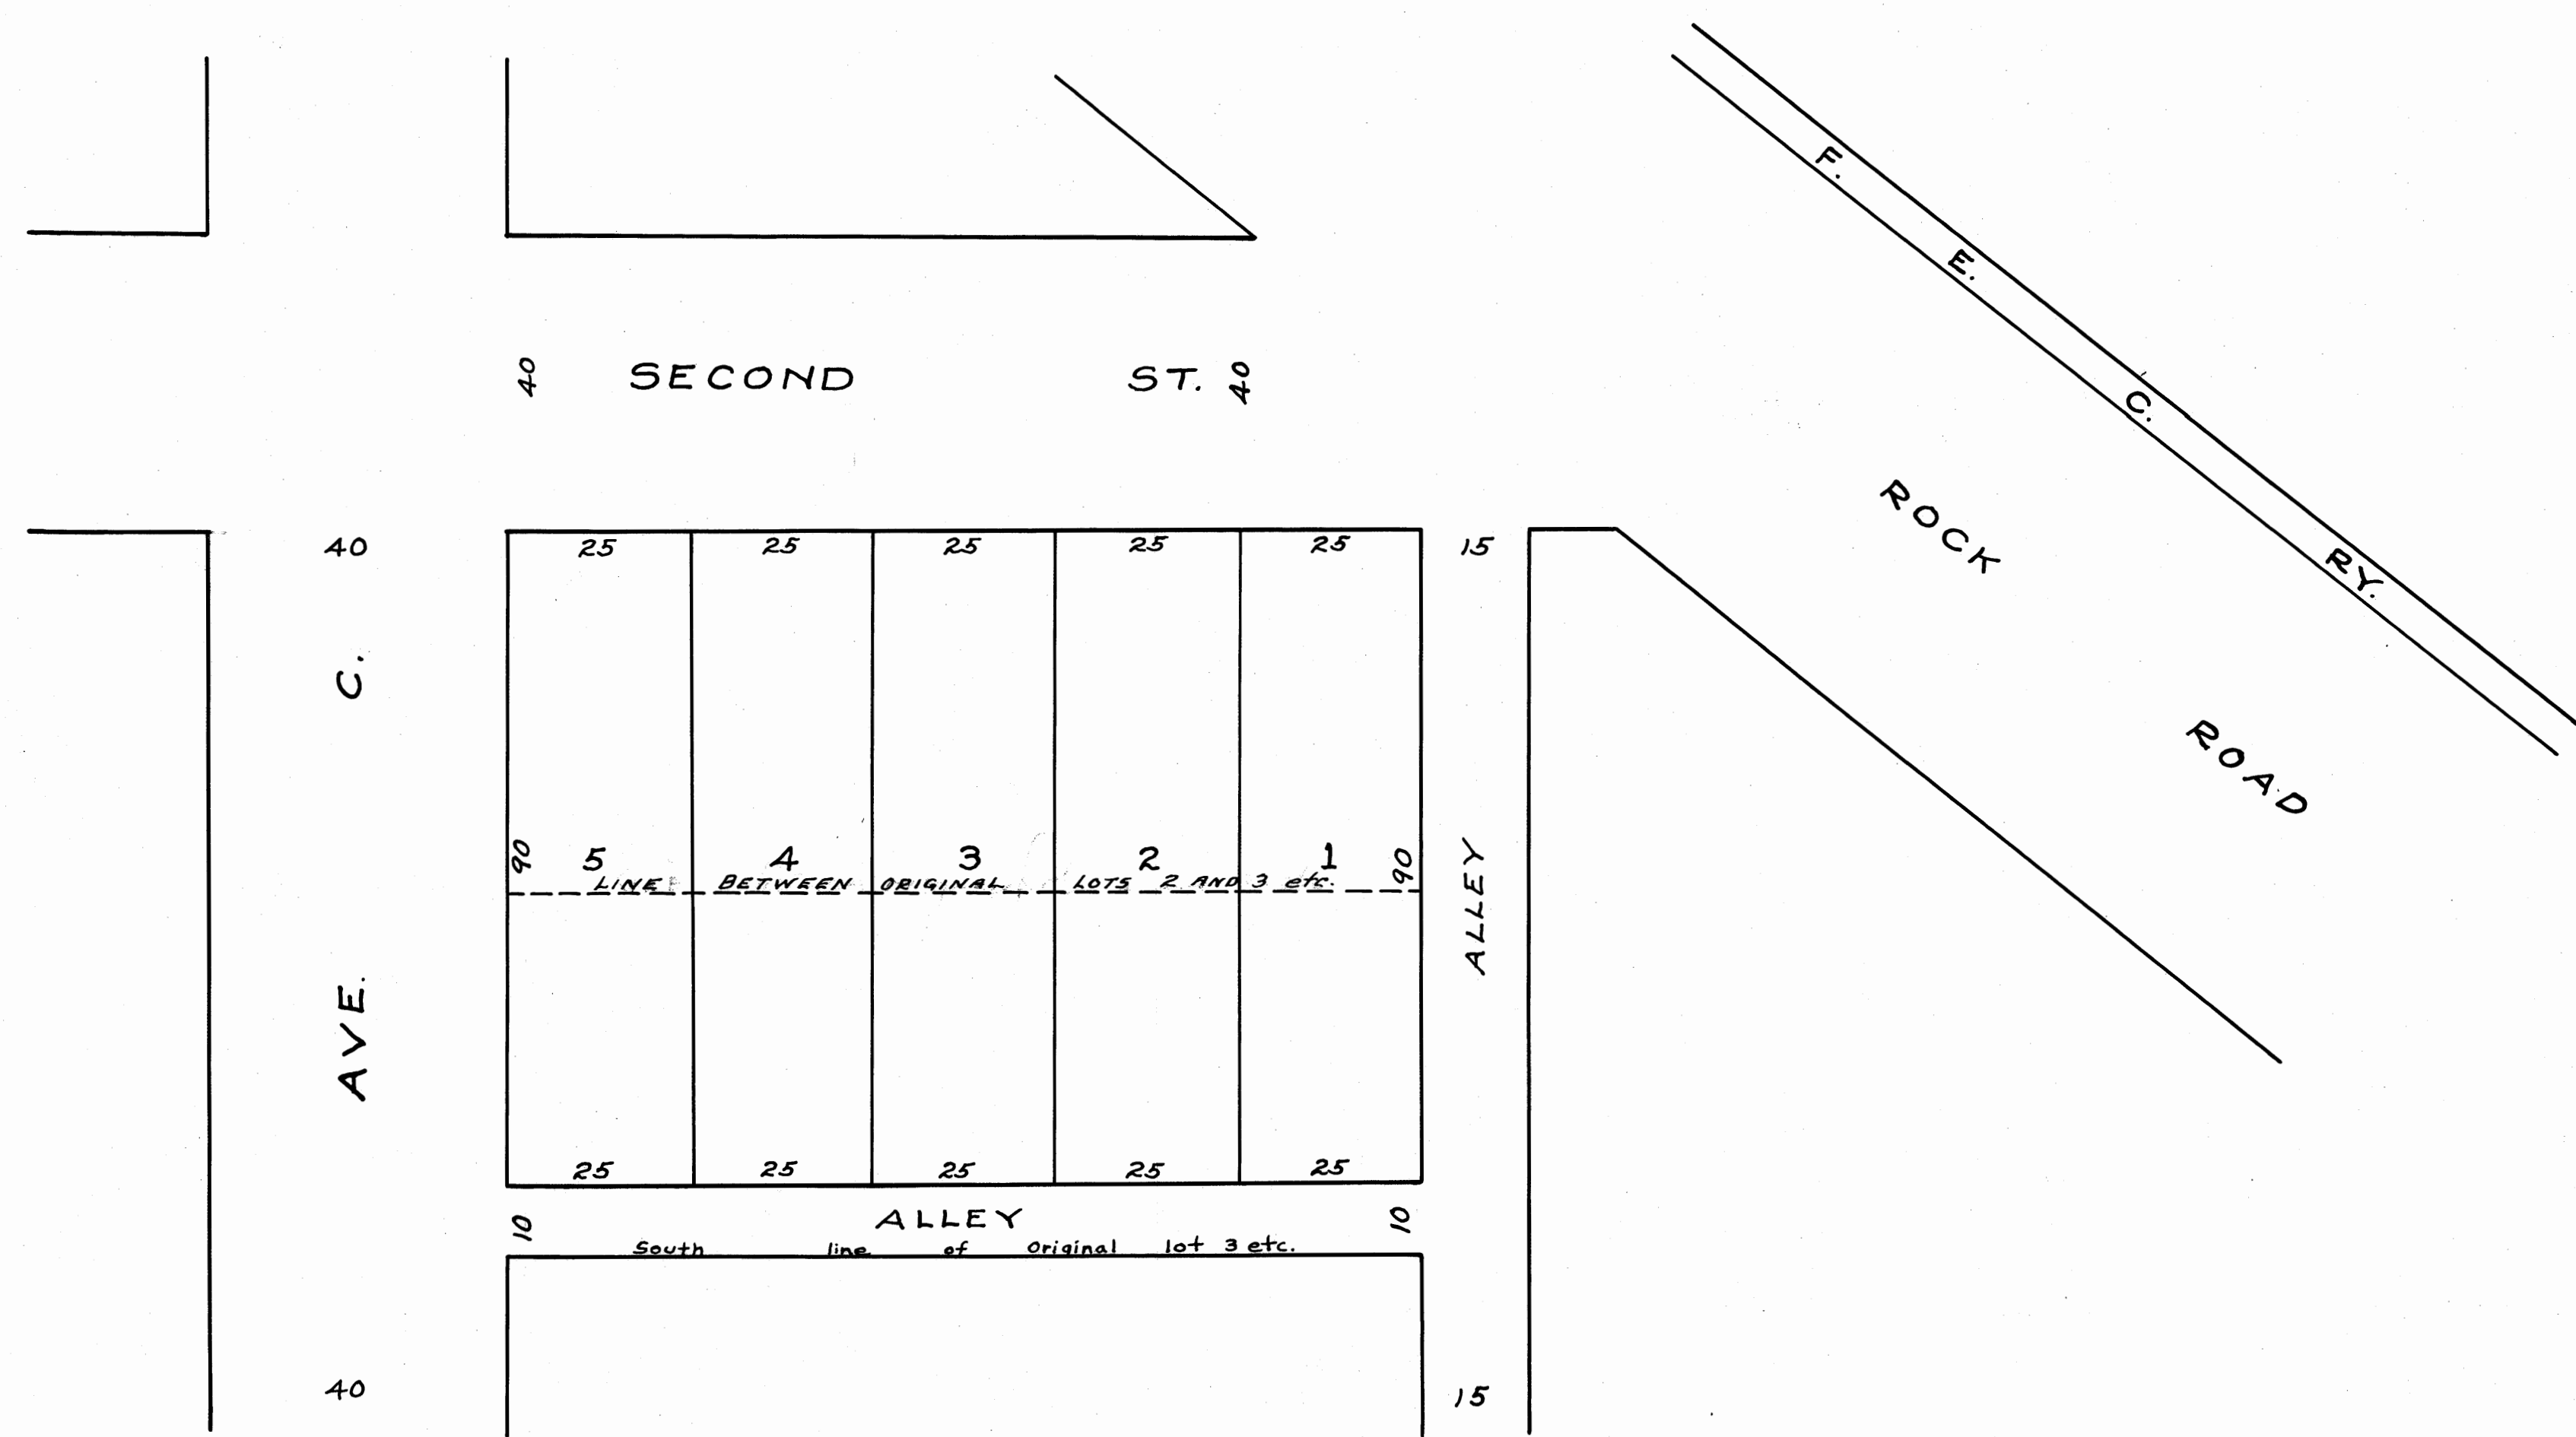 F. E. C. RY.
40 SECOND ST. 40
ROCK ROAD
40
25 25 25 25 25
15
AVE. C.
90 5 4 3 2 1 90
LINE BETWEEN ORIGINAL LOTS 2 AND 3 etc.
ALLEY
25 25 25 25 25
10 ALLEY 10
South line of Original lot 3 etc.
40
15